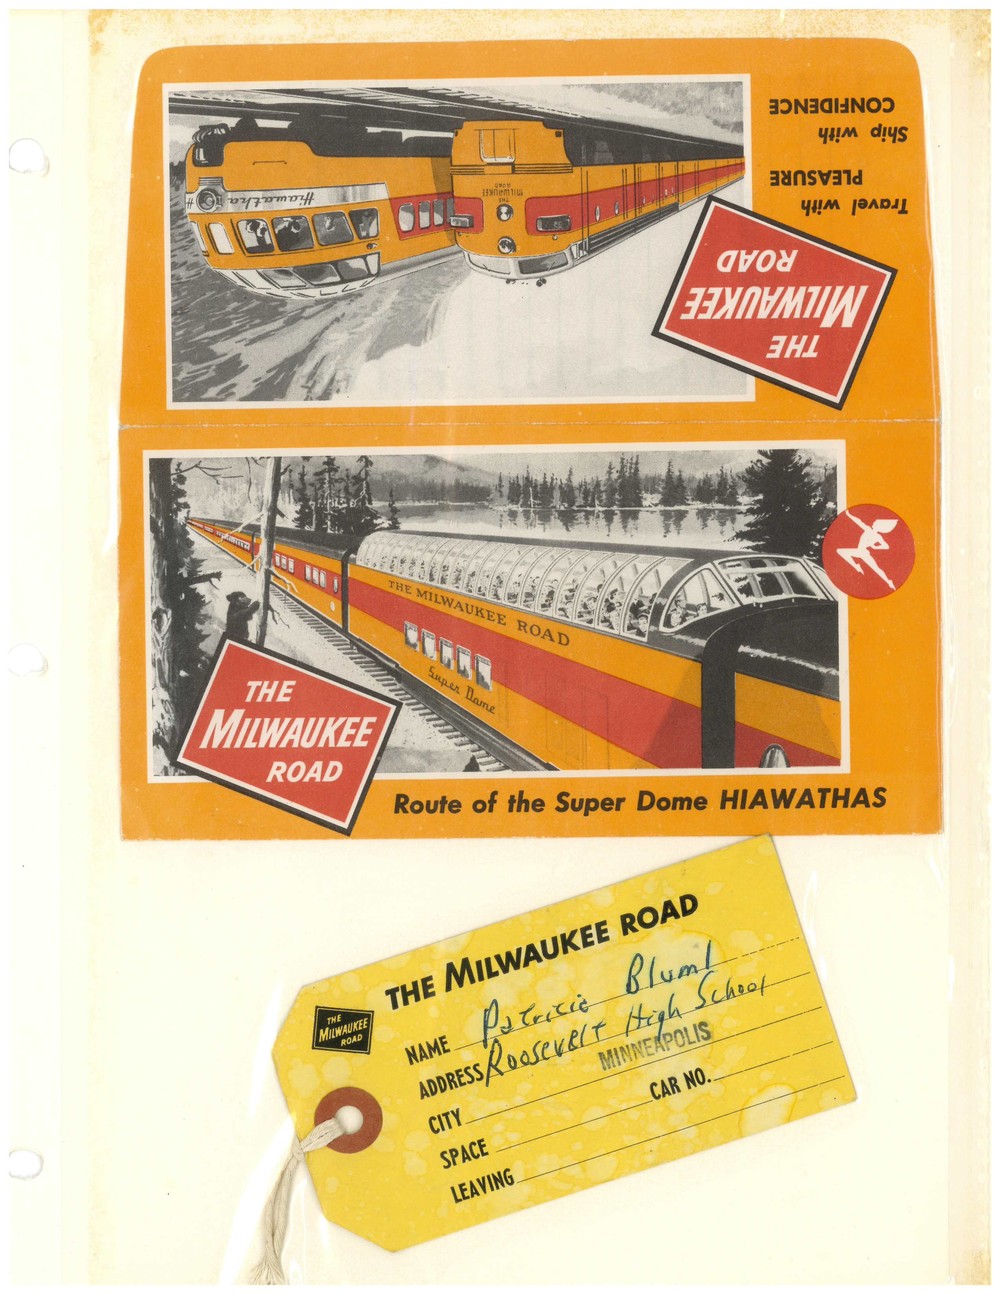 Travel with
PLEASURE
Ship with
CONFIDENCE
THE
MILWAUKEE
ROAD
THE
MILWAUKEE
ROAD
Hiawatha
H
THE MILWAUKEE ROAD
Super Dome
THE
MILWAUKEE
ROAD
Route of the Super Dome HIAWATHAS
THE MILWAUKEE ROAD
THE
MILWAUKEE
ROAD
NAME Patricia Bluml
ADDRESS Roosevelt High School
CITY MINNEAPOLIS
SPACE CAR NO.
LEAVING